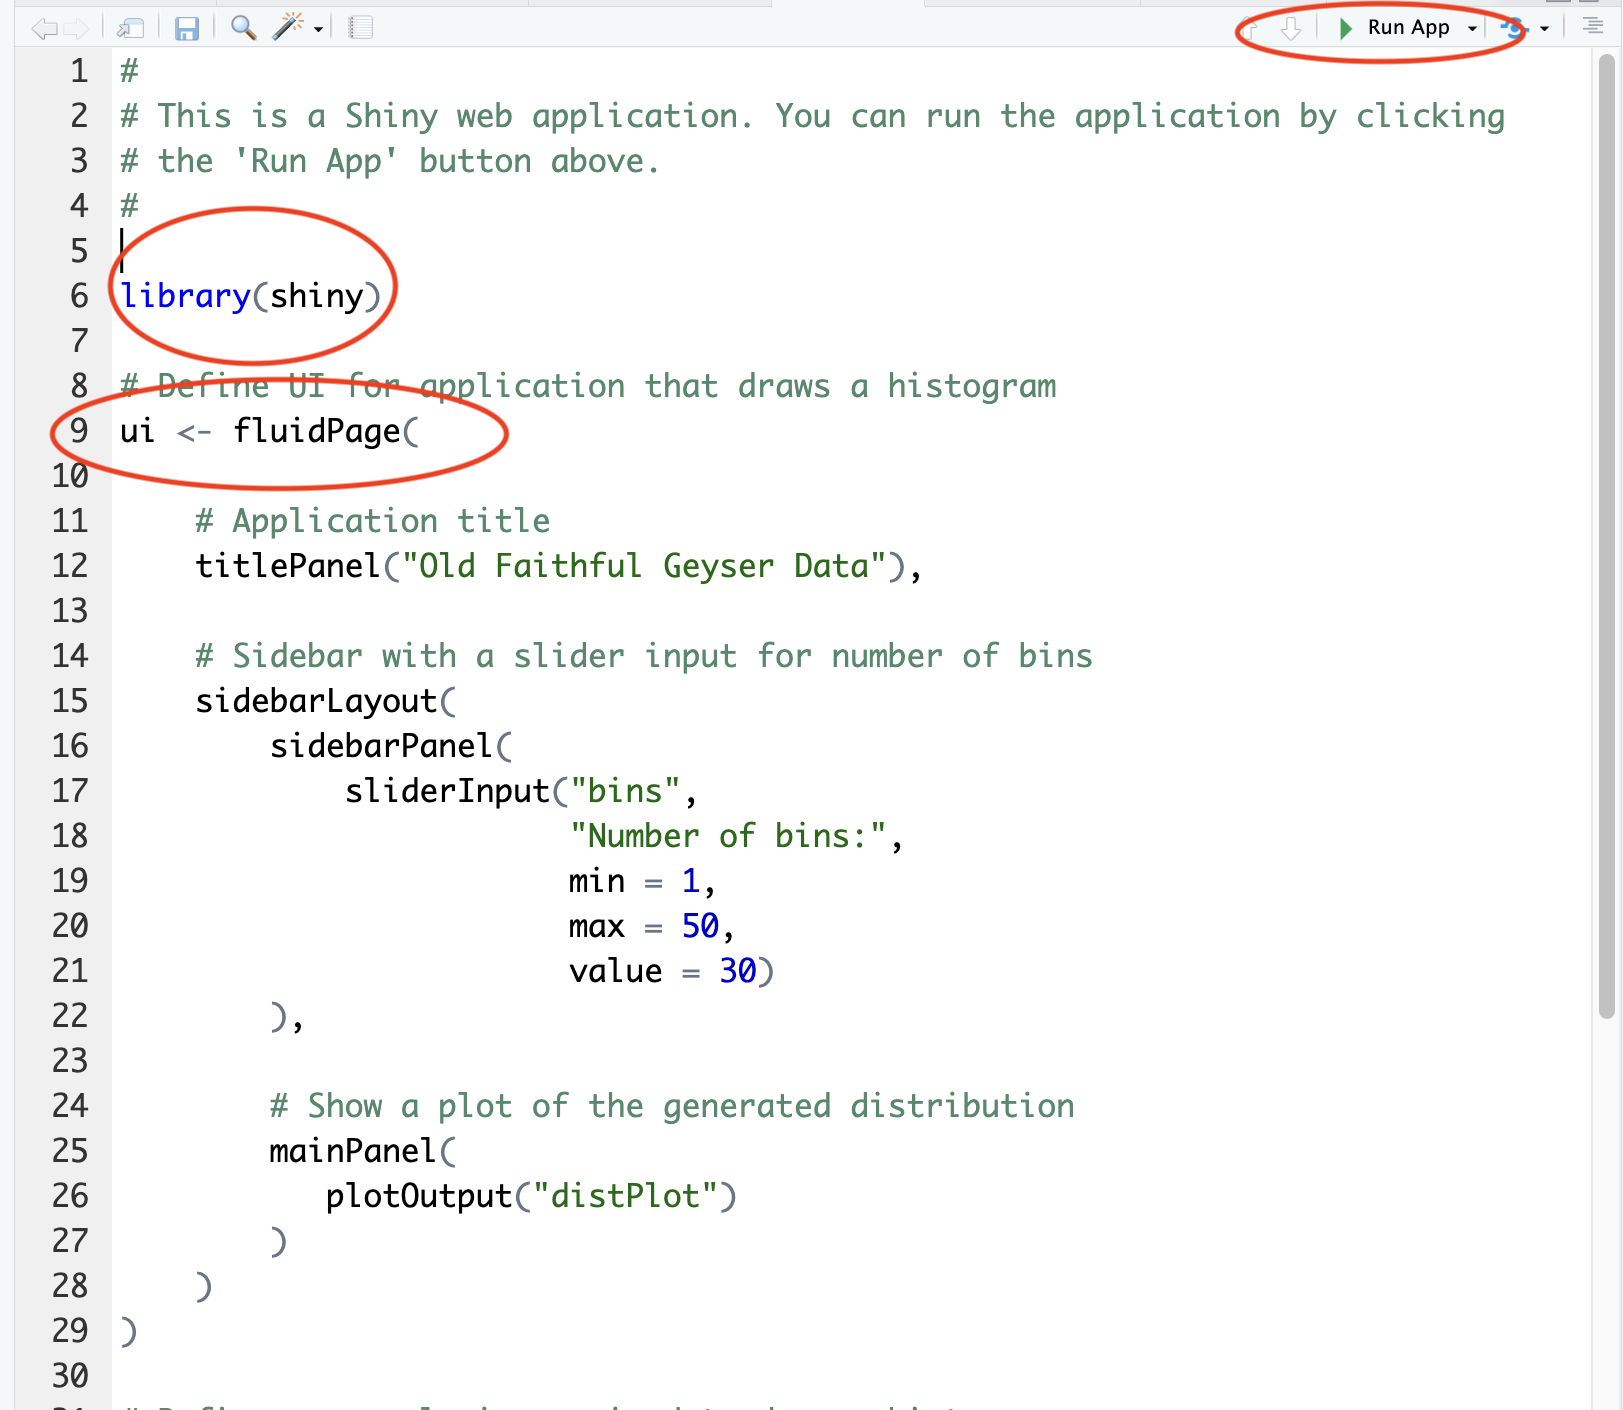 Run App
1 #
2 # This is a Shiny web application. You can run the application by clicking
3 # the 'Run App' button above.
4 #
5
6 library(shiny)
7
8 # Define UI for application that draws a histogram
9 ui <- fluidPage(
10
11     # Application title
12     titlePanel("Old Faithful Geyser Data"),
13
14     # Sidebar with a slider input for number of bins
15     sidebarLayout(
16         sidebarPanel(
17             sliderInput("bins",
18                         "Number of bins:",
19                         min = 1,
20                         max = 50,
21                         value = 30)
22         ),
23
24         # Show a plot of the generated distribution
25         mainPanel(
26            plotOutput("distPlot")
27         )
28     )
29 )
30